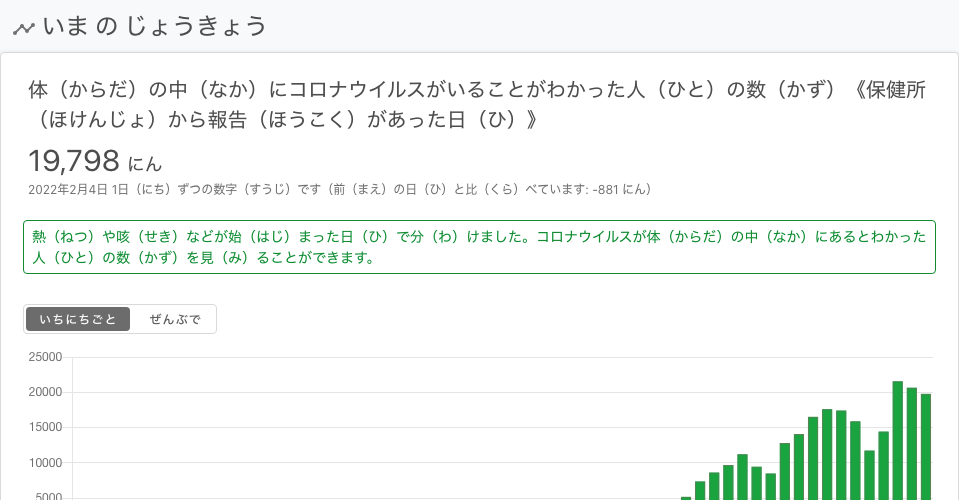 いま の じょうきょう
体（からだ）の中（なか）にコロナウイルスがいることがわかった人（ひと）の数（かず）《保健所
（ほけんじょ）から報告（ほうこく）があった日（ひ）》
19,798 にん
2022年2月4日 1日（にち）ずつの数字（すうじ）です（前（まえ）の日（ひ）と比（くら）べています: -881 にん）
熱（ねつ）や咳（せき）などが始（はじ）まった日（ひ）で分（わ）けました。コロナウイルスが体（からだ）の中（なか）にあるとわかった
人（ひと）の数（かず）を見（み）ることができます。
いちにちごと ぜんぶで
25000
20000
15000
10000
5000